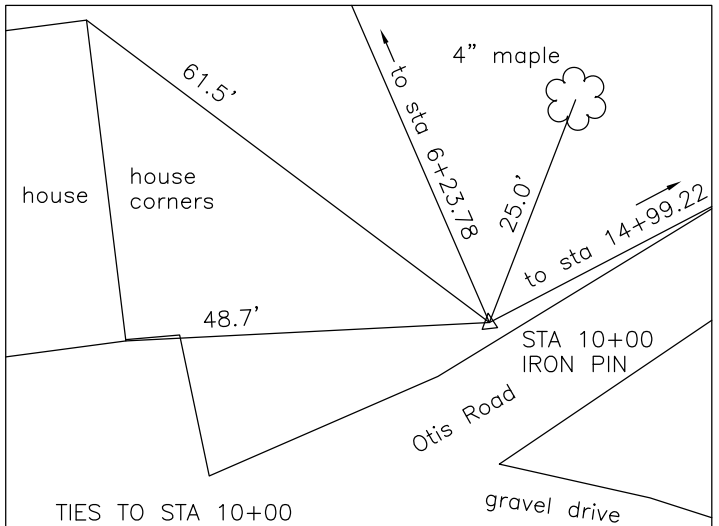 61.5’
4” maple
to sta 6+23.78
house
house
corners
25.0’
to sta 14+99.22
48.7’
STA 10+00
IRON PIN
Otis Road
gravel drive
TIES TO STA 10+00